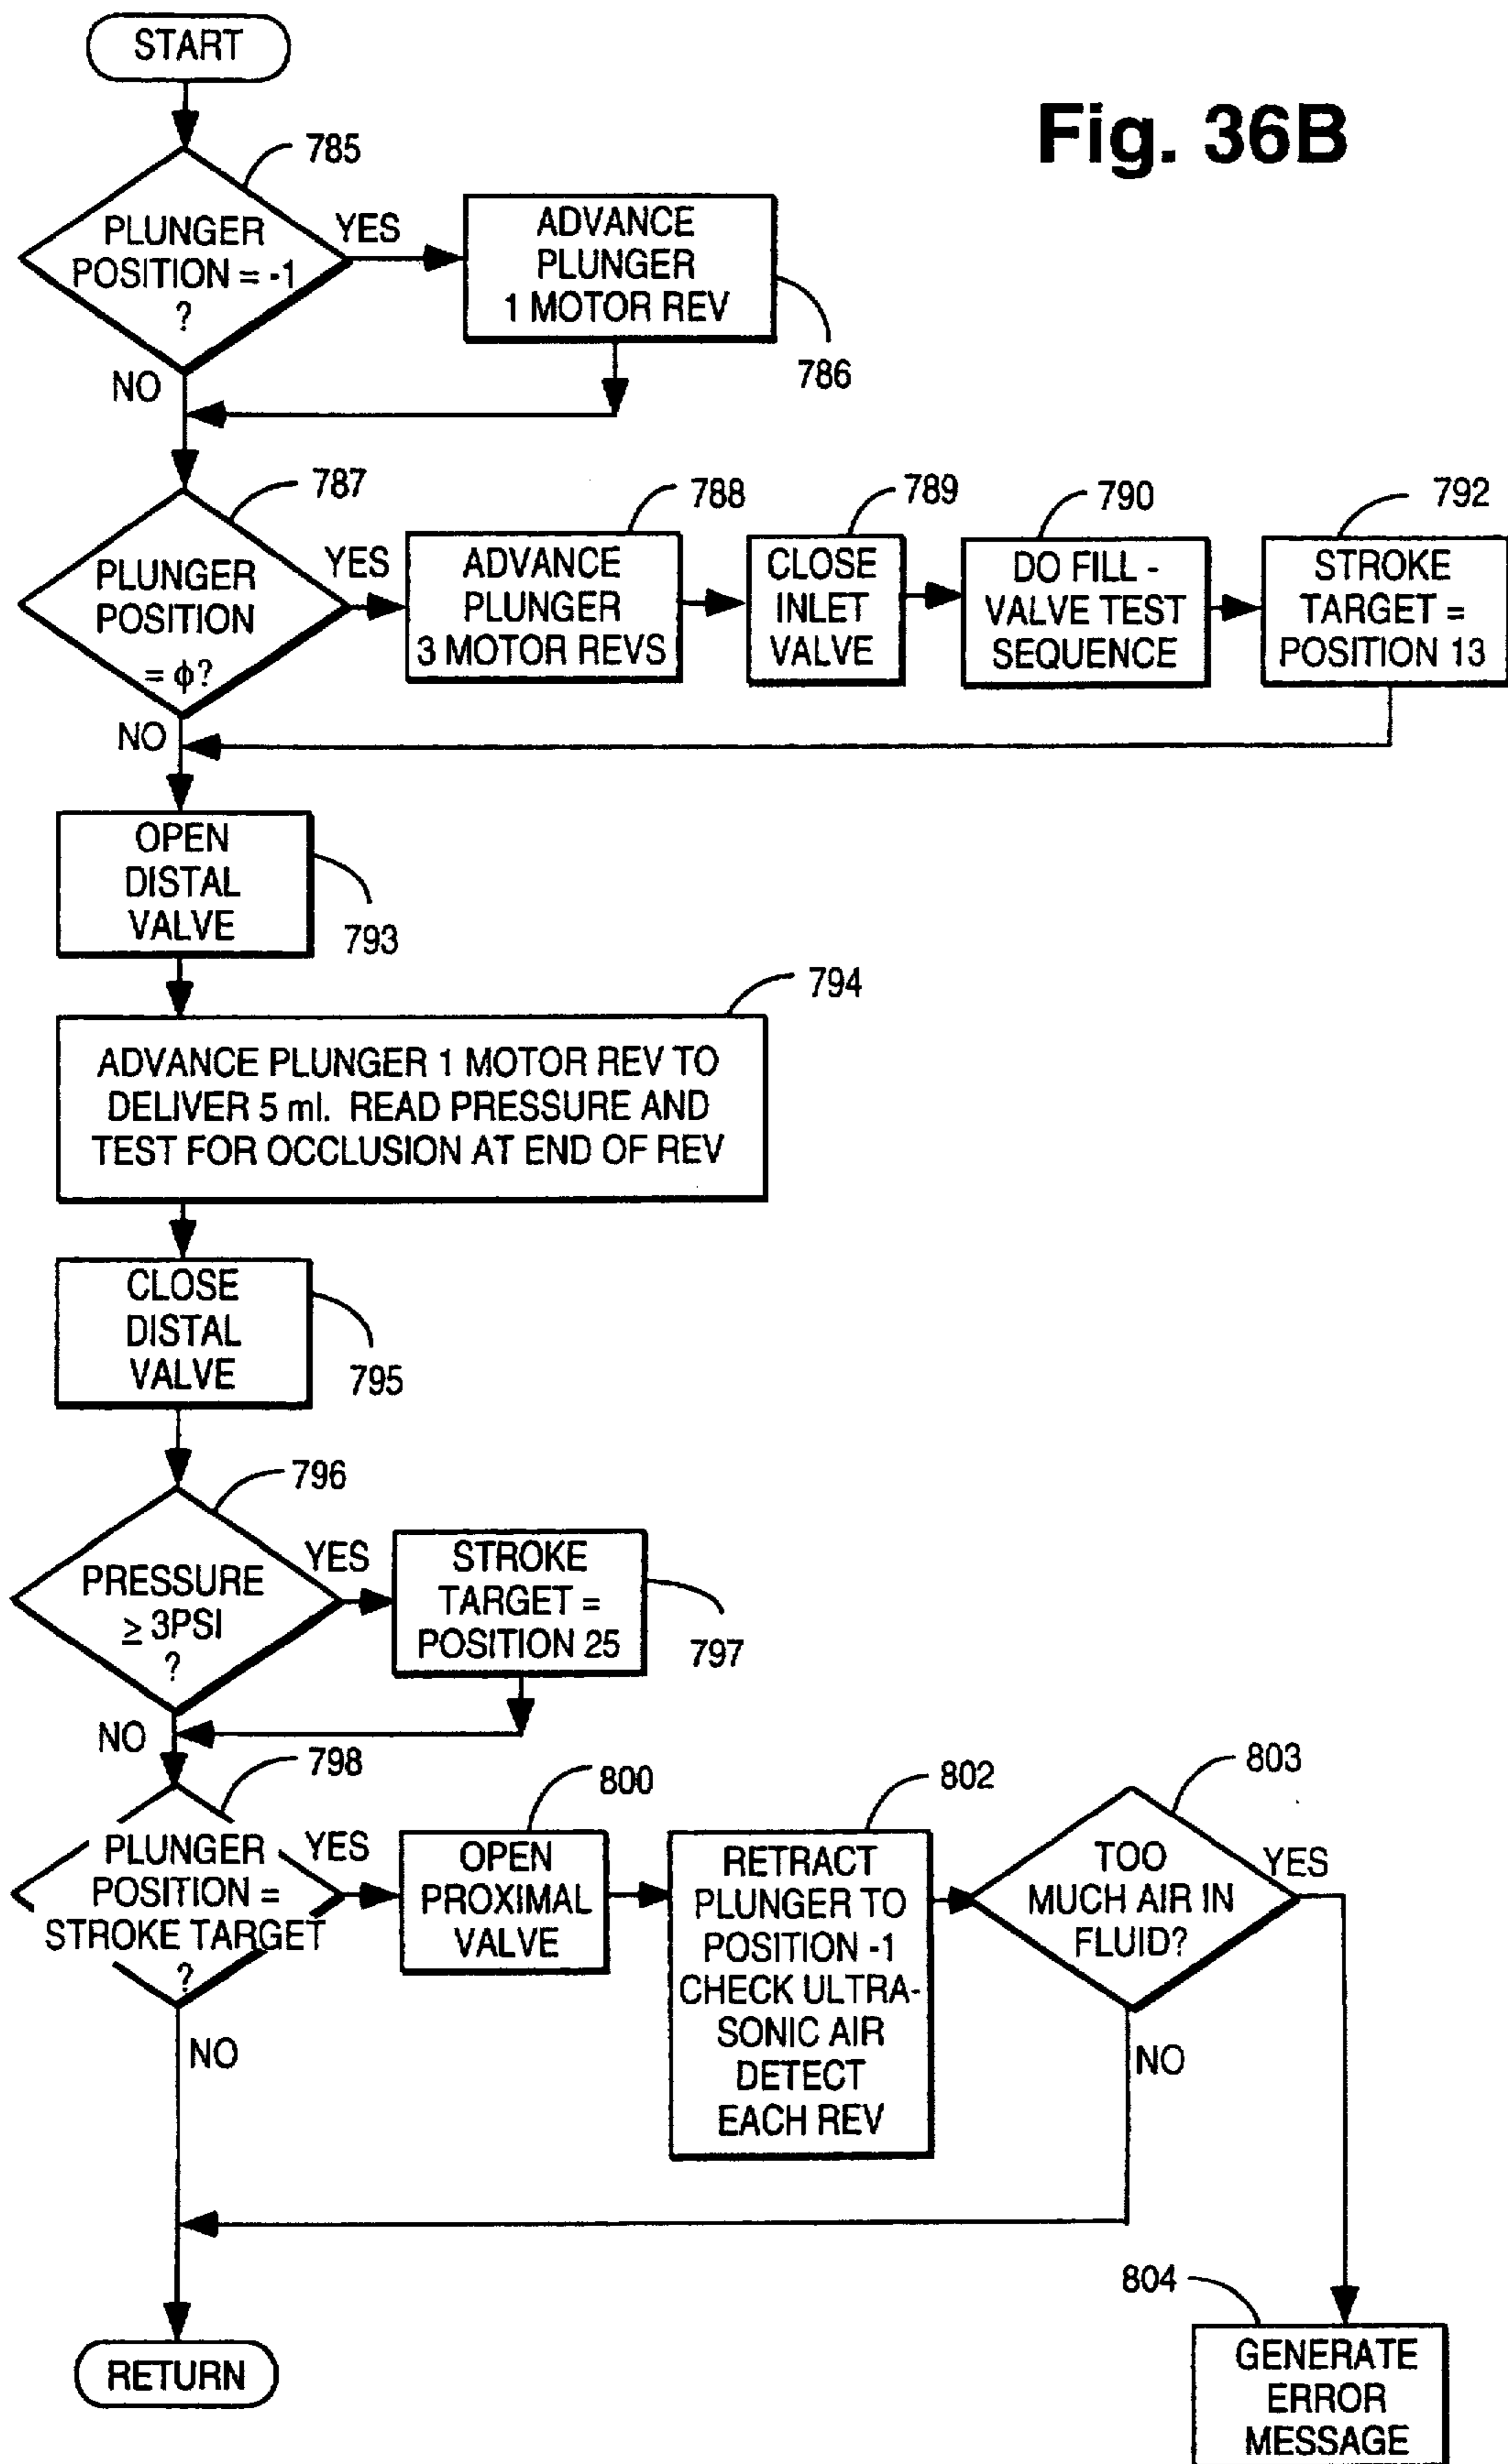 START
Fig. 36B
785
PLUNGER
POSITION = -1
?
YES
ADVANCE
PLUNGER
1 MOTOR REV
786
NO
787
PLUNGER
POSITION
= ϕ?
YES
788
ADVANCE
PLUNGER
3 MOTOR REVS
789
CLOSE
INLET
VALVE
790
DO FILL -
VALVE TEST
SEQUENCE
792
STROKE
TARGET =
POSITION 13
NO
OPEN
DISTAL
VALVE
793
794
ADVANCE PLUNGER 1 MOTOR REV TO
DELIVER 5 ml. READ PRESSURE AND
TEST FOR OCCLUSION AT END OF REV
CLOSE
DISTAL
VALVE
795
796
PRESSURE
≥ 3PSI
?
YES
STROKE
TARGET =
POSITION 25
797
NO
798
PLUNGER
POSITION =
STROKE TARGET
?
YES
800
OPEN
PROXIMAL
VALVE
802
RETRACT
PLUNGER TO
POSITION -1
CHECK ULTRA-
SONIC AIR
DETECT
EACH REV
803
TOO
MUCH AIR IN
FLUID?
YES
NO
NO
804
GENERATE
ERROR
MESSAGE
RETURN